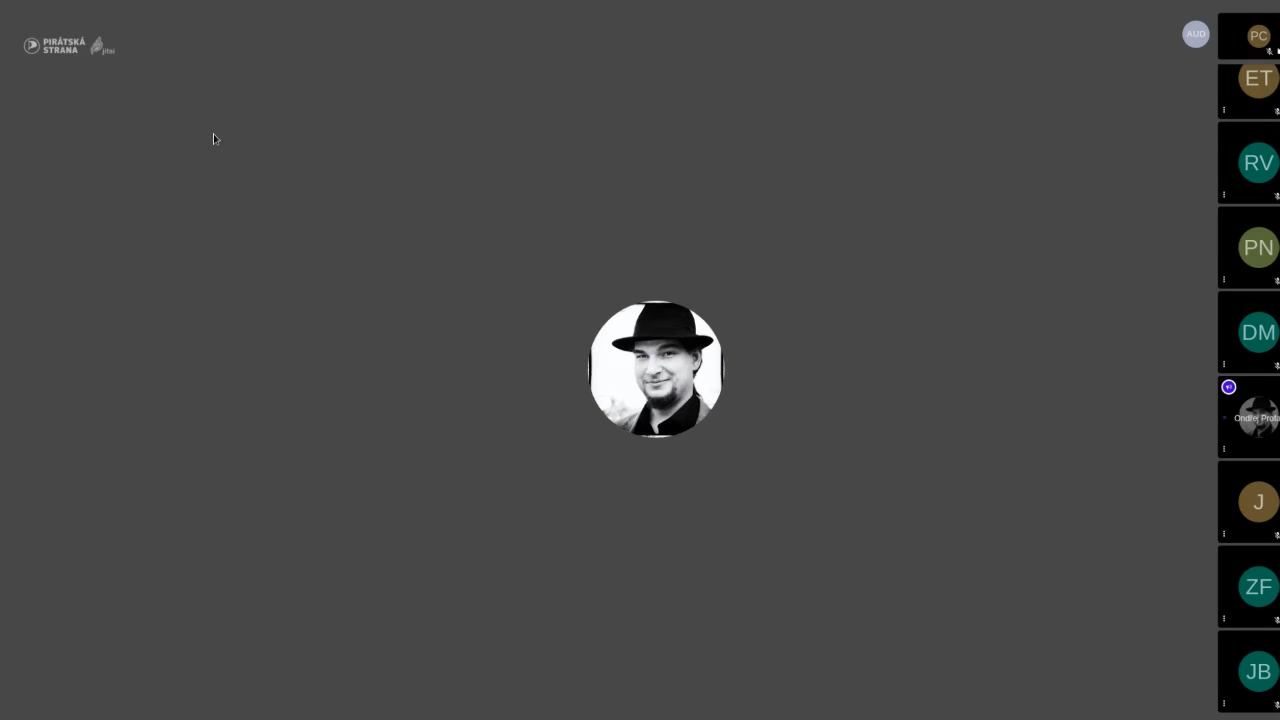 PIRÁTSKÁ
STRANA
jitsi
AUD
PC
ET
RV
PN
DM
J
ZF
JB